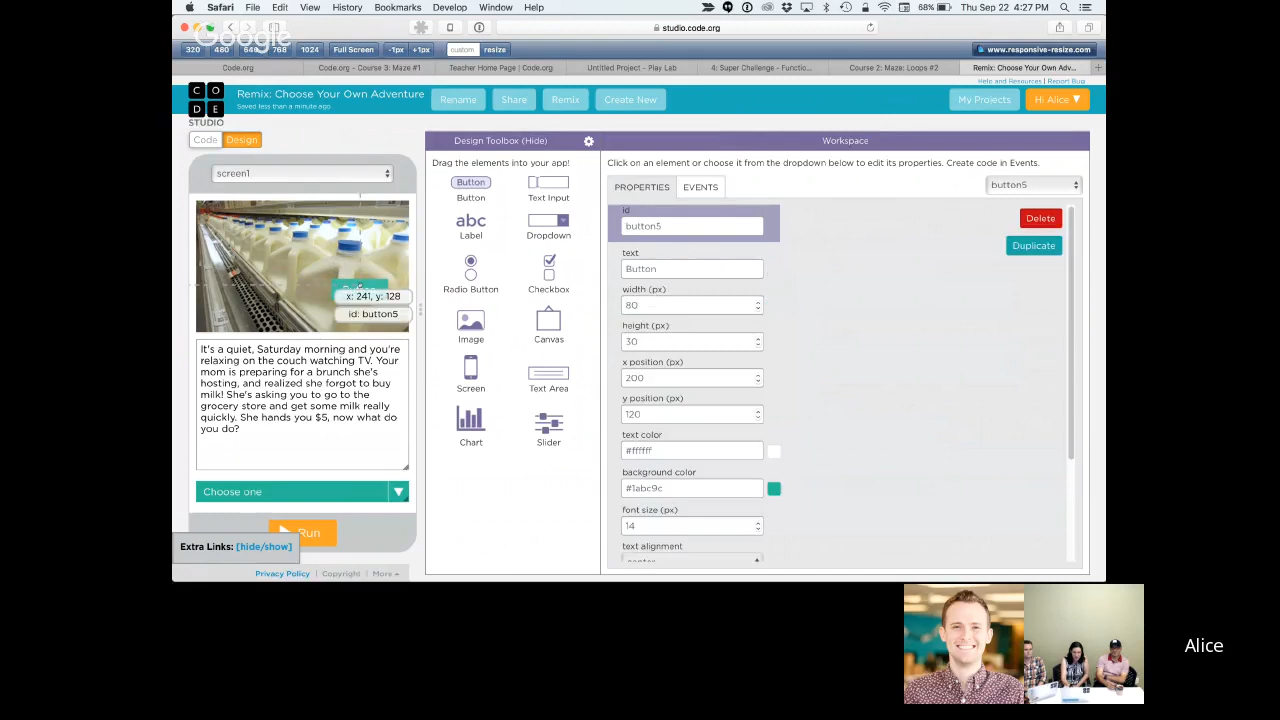 Safari File Edit View History Bookmarks Develop Window Help 68% Thu Sep 22 4:27 PM
Google studio.code.org
320 480 640 768 1024 Full Screen -1px +1px custom resize www.responsive-resize.com
Code.org Code.org - Course 3: Maze #1 Teacher Home Page | Code.org Untitled Project - Play Lab 4: Super Challenge - Functio... Course 2: Maze: Loops #2 Remix: Choose Your Own Adv... +
Help and Resources | Report Bug
CODE STUDIO
Remix: Choose Your Own Adventure
Saved less than a minute ago
Rename Share Remix Create New My Projects Hi Alice ▼
Code Design
Design Toolbox (Hide) Workspace
screen1
Drag the elements into your app!
Button
Button Text Input
abc
Label Dropdown
Radio Button Checkbox
Image Canvas
Screen Text Area
Chart Slider
Click on an element or choose it from the dropdown below to edit its properties. Create code in Events.
PROPERTIES EVENTS button5
id
button5
Delete
Duplicate
text
Button
width (px)
80
height (px)
30
x position (px)
200
y position (px)
120
text color
#ffffff
background color
#1abc9c
font size (px)
14
text alignment
center
x: 241, y: 128
id: button5
It's a quiet, Saturday morning and you're
relaxing on the couch watching TV. Your
mom is preparing for a brunch she's
hosting, and realized she forgot to buy
milk! She's asking you to go to the
grocery store and get some milk really
quickly. She hands you $5, now what do
you do?
Choose one
Run
Extra Links: [hide/show]
Privacy Policy | Copyright | More
Alice